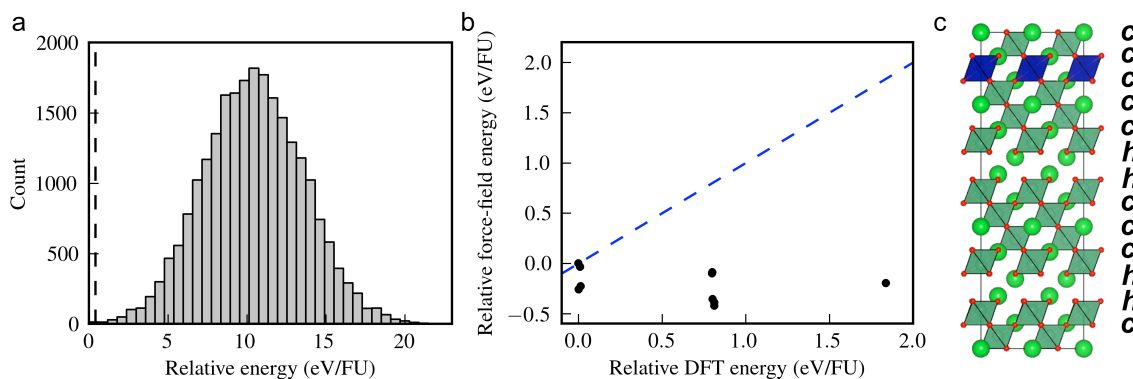 a
Count
2000
1500
1000
500
0
0
5
10
15
20
Relative energy (eV/FU)
b
Relative force-field energy (eV/FU)
2.0
1.5
1.0
0.5
0.0
−0.5
0.0
0.5
1.0
1.5
2.0
Relative DFT energy (eV/FU)
c
c
c
c
c
c
h
h
c
c
c
h
h
c